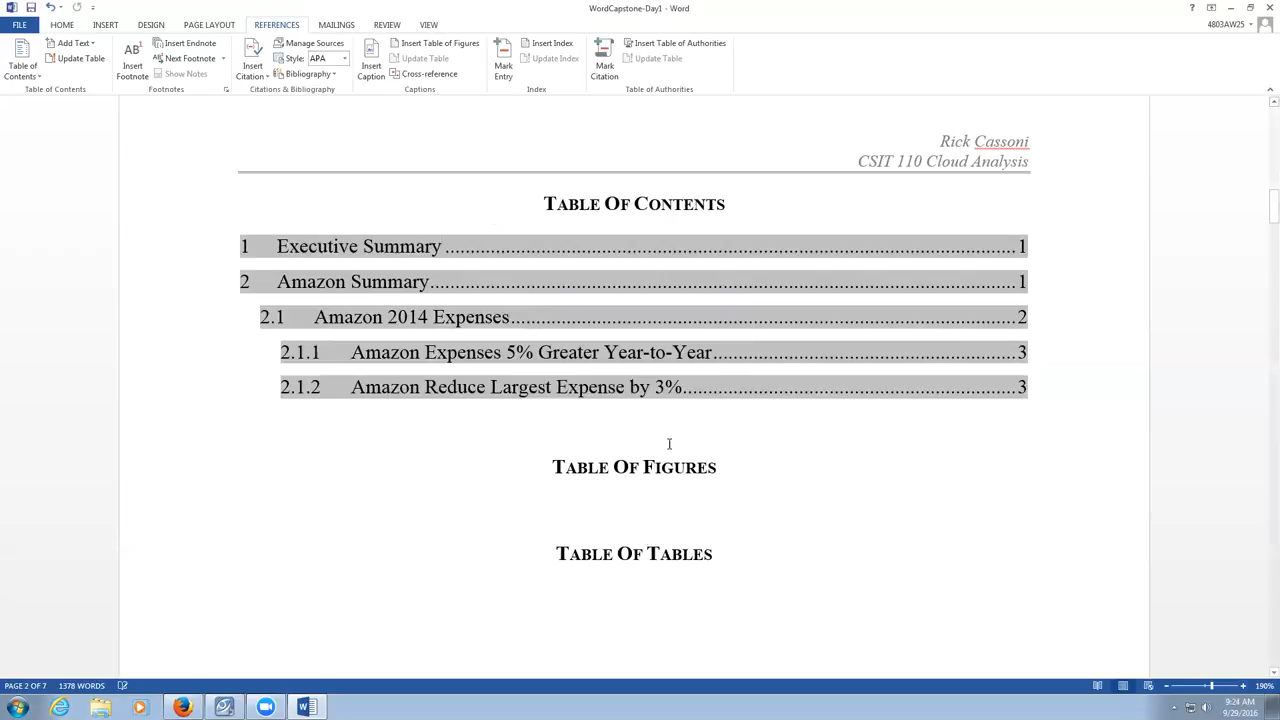 WordCapstone-Day1 - Word
FILE HOME INSERT DESIGN PAGE LAYOUT REFERENCES MAILINGS REVIEW VIEW 4803AW25
Table of Contents
Add Text
Update Table
Table of Contents
AB1 Insert Footnote
Insert Endnote
Next Footnote
Show Notes
Footnotes
Insert Citation
Manage Sources
Style: APA
Bibliography
Citations & Bibliography
Insert Caption
Insert Table of Figures
Update Table
Cross-reference
Captions
Mark Entry
Insert Index
Update Index
Index
Mark Citation
Insert Table of Authorities
Update Table
Table of Authorities
Rick Cassoni
CSIT 110 Cloud Analysis
TABLE OF CONTENTS
1 Executive Summary ........ 1
2 Amazon Summary ........ 1
2.1 Amazon 2014 Expenses ........ 2
2.1.1 Amazon Expenses 5% Greater Year-to-Year ........ 3
2.1.2 Amazon Reduce Largest Expense by 3% ........ 3
TABLE OF FIGURES
TABLE OF TABLES
PAGE 2 OF 7 1378 WORDS 190%
9:24 AM
9/29/2016